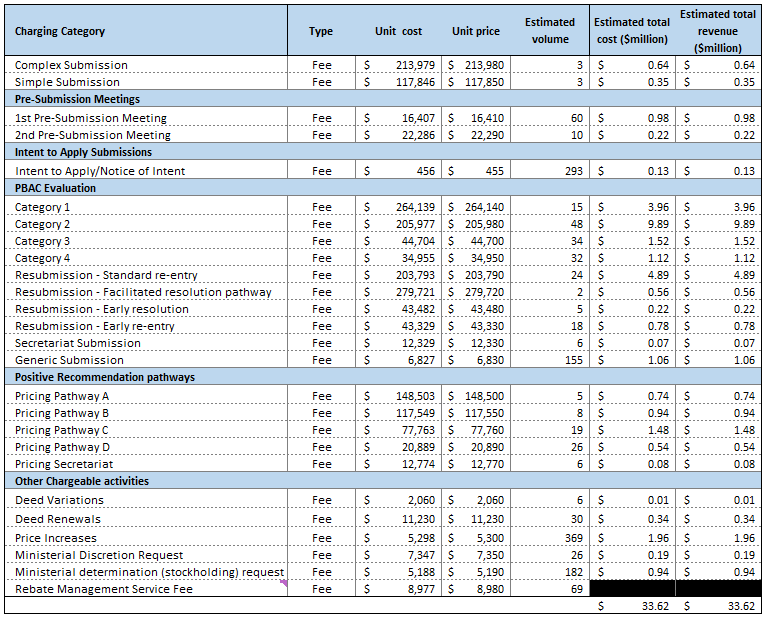 Charging Category Type Unit cost Unit price Estimated volume Estimated total cost ($million) Estimated total revenue ($million)
Complex Submission Fee $ 213,979 $ 213,980 3 $ 0.64 $ 0.64
Simple Submission Fee $ 117,846 $ 117,850 3 $ 0.35 $ 0.35
Pre-Submission Meetings
1st Pre-Submission Meeting Fee $ 16,407 $ 16,410 60 $ 0.98 $ 0.98
2nd Pre-Submission Meeting Fee $ 22,286 $ 22,290 10 $ 0.22 $ 0.22
Intent to Apply Submissions
Intent to Apply/Notice of Intent Fee $ 456 $ 455 293 $ 0.13 $ 0.13
PBAC Evaluation
Category 1 Fee $ 264,139 $ 264,140 15 $ 3.96 $ 3.96
Category 2 Fee $ 205,977 $ 205,980 48 $ 9.89 $ 9.89
Category 3 Fee $ 44,704 $ 44,700 34 $ 1.52 $ 1.52
Category 4 Fee $ 34,955 $ 34,950 32 $ 1.12 $ 1.12
Resubmission - Standard re-entry Fee $ 203,793 $ 203,790 24 $ 4.89 $ 4.89
Resubmission - Facilitated resolution pathway Fee $ 279,721 $ 279,720 2 $ 0.56 $ 0.56
Resubmission - Early resolution Fee $ 43,482 $ 43,480 5 $ 0.22 $ 0.22
Resubmission - Early re-entry Fee $ 43,329 $ 43,330 18 $ 0.78 $ 0.78
Secretariat Submission Fee $ 12,329 $ 12,330 6 $ 0.07 $ 0.07
Generic Submission Fee $ 6,827 $ 6,830 155 $ 1.06 $ 1.06
Positive Recommendation pathways
Pricing Pathway A Fee $ 148,503 $ 148,500 5 $ 0.74 $ 0.74
Pricing Pathway B Fee $ 117,549 $ 117,550 8 $ 0.94 $ 0.94
Pricing Pathway C Fee $ 77,763 $ 77,760 19 $ 1.48 $ 1.48
Pricing Pathway D Fee $ 20,889 $ 20,890 26 $ 0.54 $ 0.54
Pricing Secretariat Fee $ 12,774 $ 12,770 6 $ 0.08 $ 0.08
Other Chargeable activities
Deed Variations Fee $ 2,060 $ 2,060 6 $ 0.01 $ 0.01
Deed Renewals Fee $ 11,230 $ 11,230 30 $ 0.34 $ 0.34
Price Increases Fee $ 5,298 $ 5,300 369 $ 1.96 $ 1.96
Ministerial Discretion Request Fee $ 7,347 $ 7,350 26 $ 0.19 $ 0.19
Ministerial determination (stockholding) request Fee $ 5,188 $ 5,190 182 $ 0.94 $ 0.94
Rebate Management Service Fee Fee $ 8,977 $ 8,980 69
$ 33.62 $ 33.62